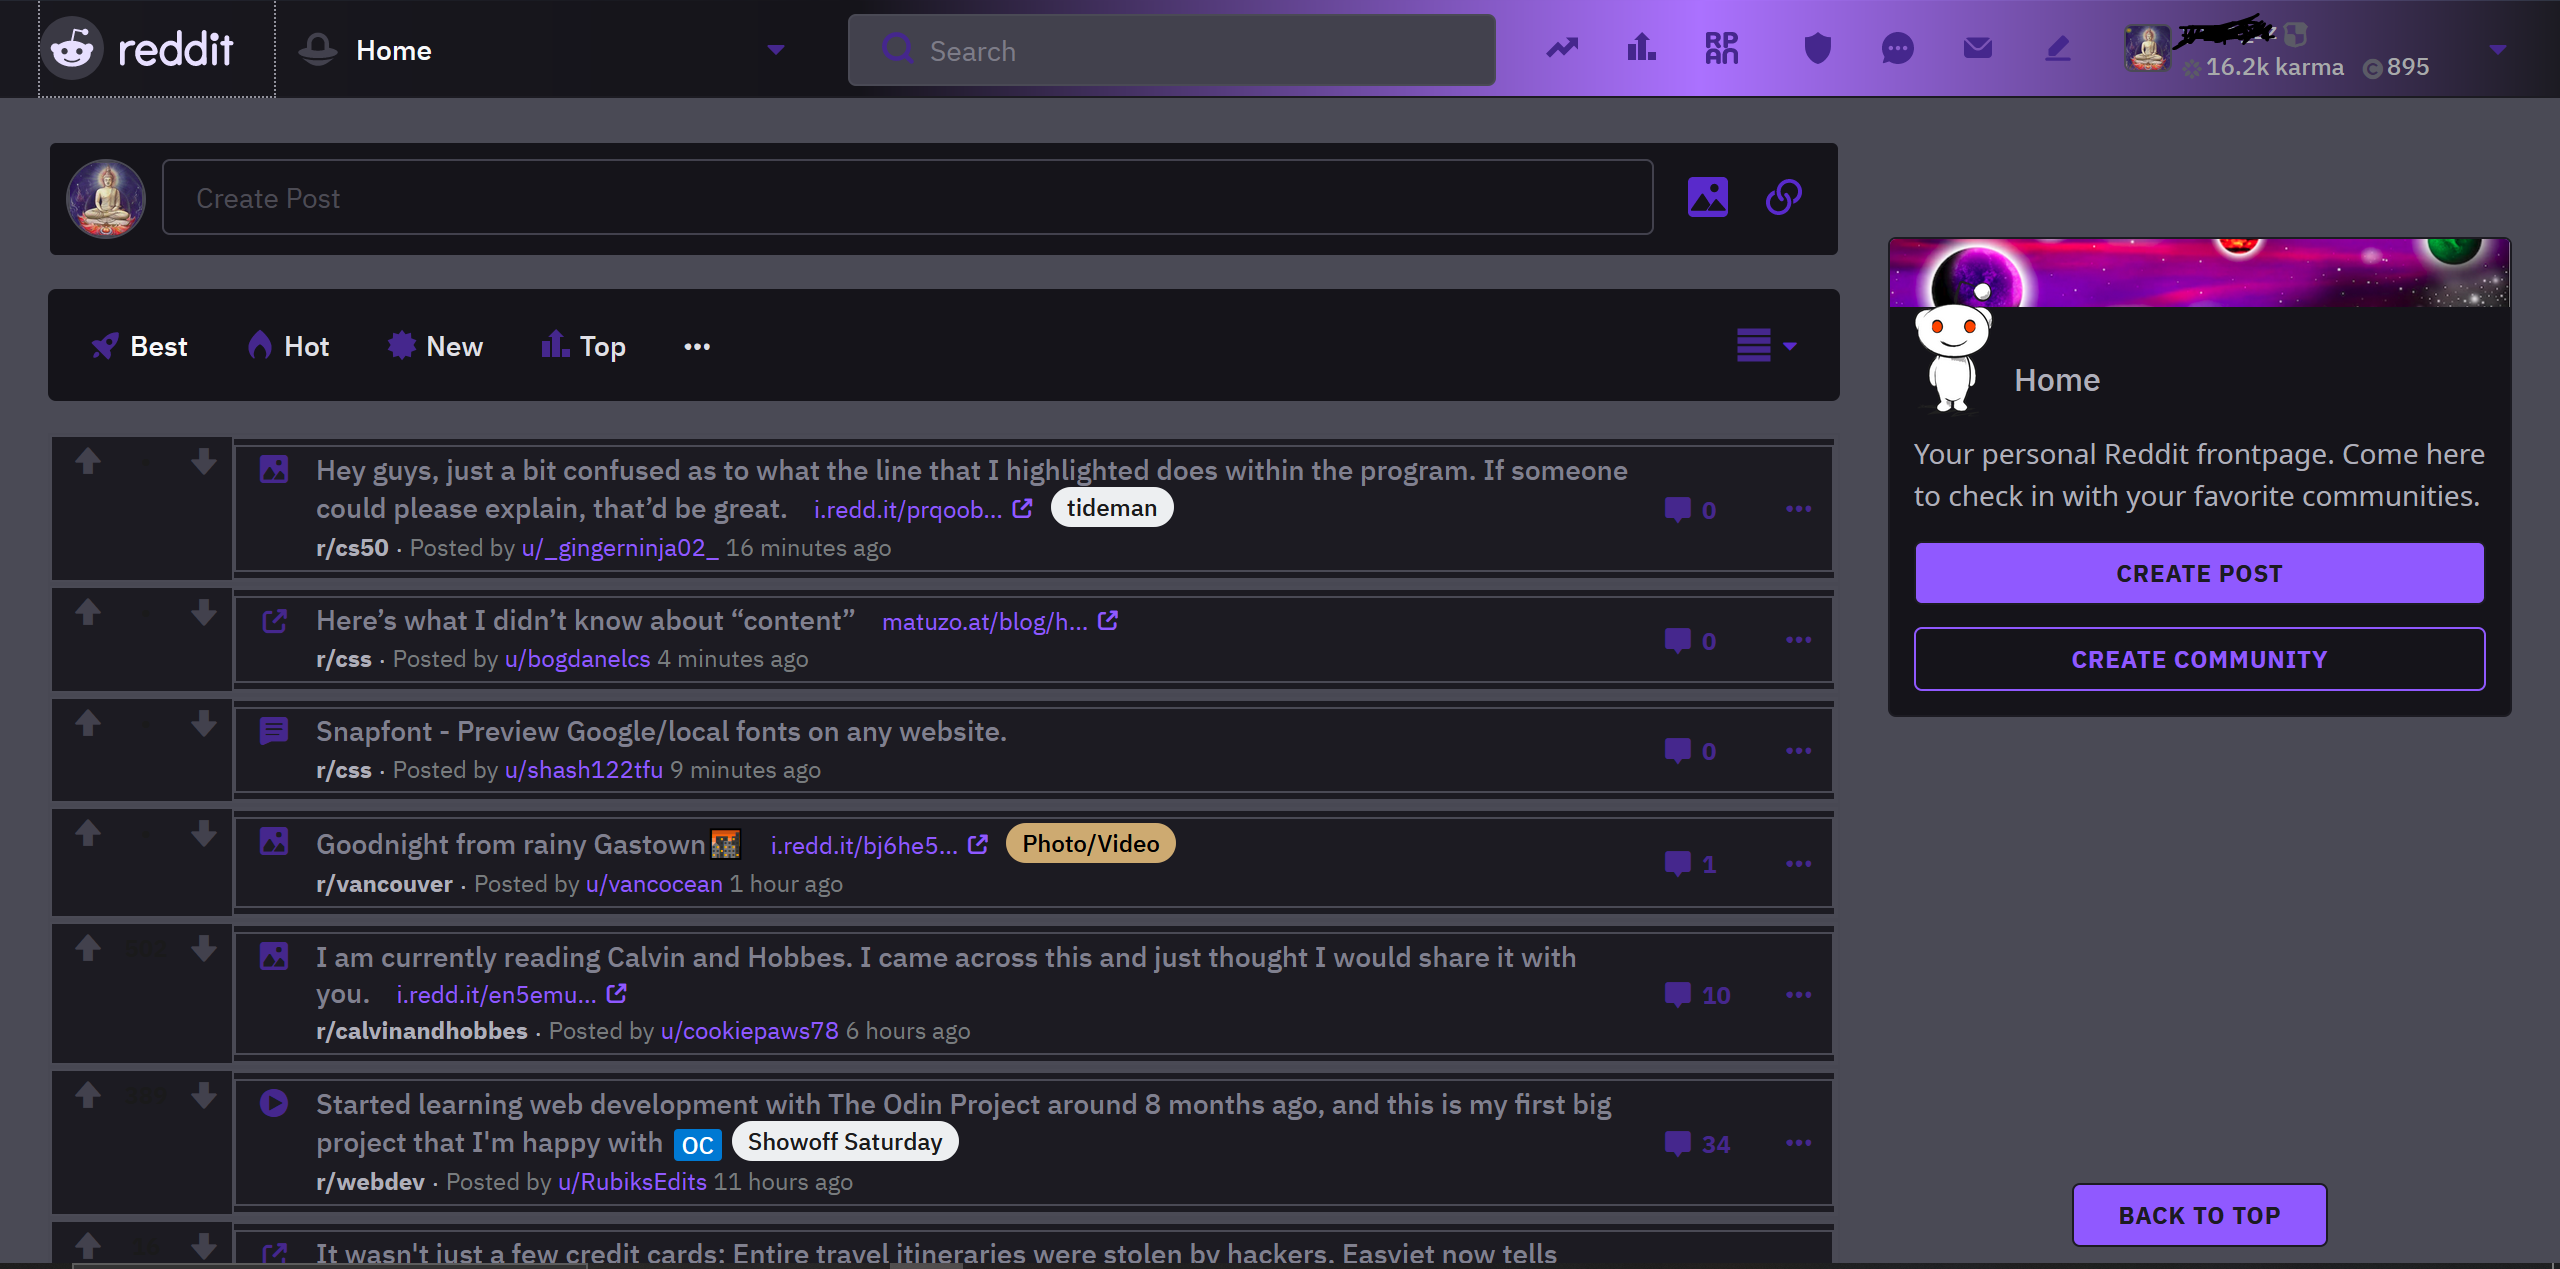 reddit
Home
Search
RPAN
16.2k karma
895
Create Post
Best
Hot
New
Top
Hey guys, just a bit confused as to what the line that I highlighted does within the program. If someone
could please explain, that’d be great. i.redd.it/prqoob... tideman
0
r/cs50 · Posted by u/_gingerninja02_ 16 minutes ago
Here’s what I didn’t know about “content” matuzo.at/blog/h...
0
r/css · Posted by u/bogdanelcs 4 minutes ago
Snapfont - Preview Google/local fonts on any website.
0
r/css · Posted by u/shash122tfu 9 minutes ago
Goodnight from rainy Gastown i.redd.it/bj6he5... Photo/Video
1
r/vancouver · Posted by u/vancocean 1 hour ago
I am currently reading Calvin and Hobbes. I came across this and just thought I would share it with
you. i.redd.it/en5emu...
10
r/calvinandhobbes · Posted by u/cookiepaws78 6 hours ago
Started learning web development with The Odin Project around 8 months ago, and this is my first big
project that I'm happy with OC Showoff Saturday
34
r/webdev · Posted by u/RubiksEdits 11 hours ago
It wasn't just a few credit cards: Entire travel itineraries were stolen by hackers, Easyjet now tells
Home
Your personal Reddit frontpage. Come here
to check in with your favorite communities.
CREATE POST
CREATE COMMUNITY
BACK TO TOP